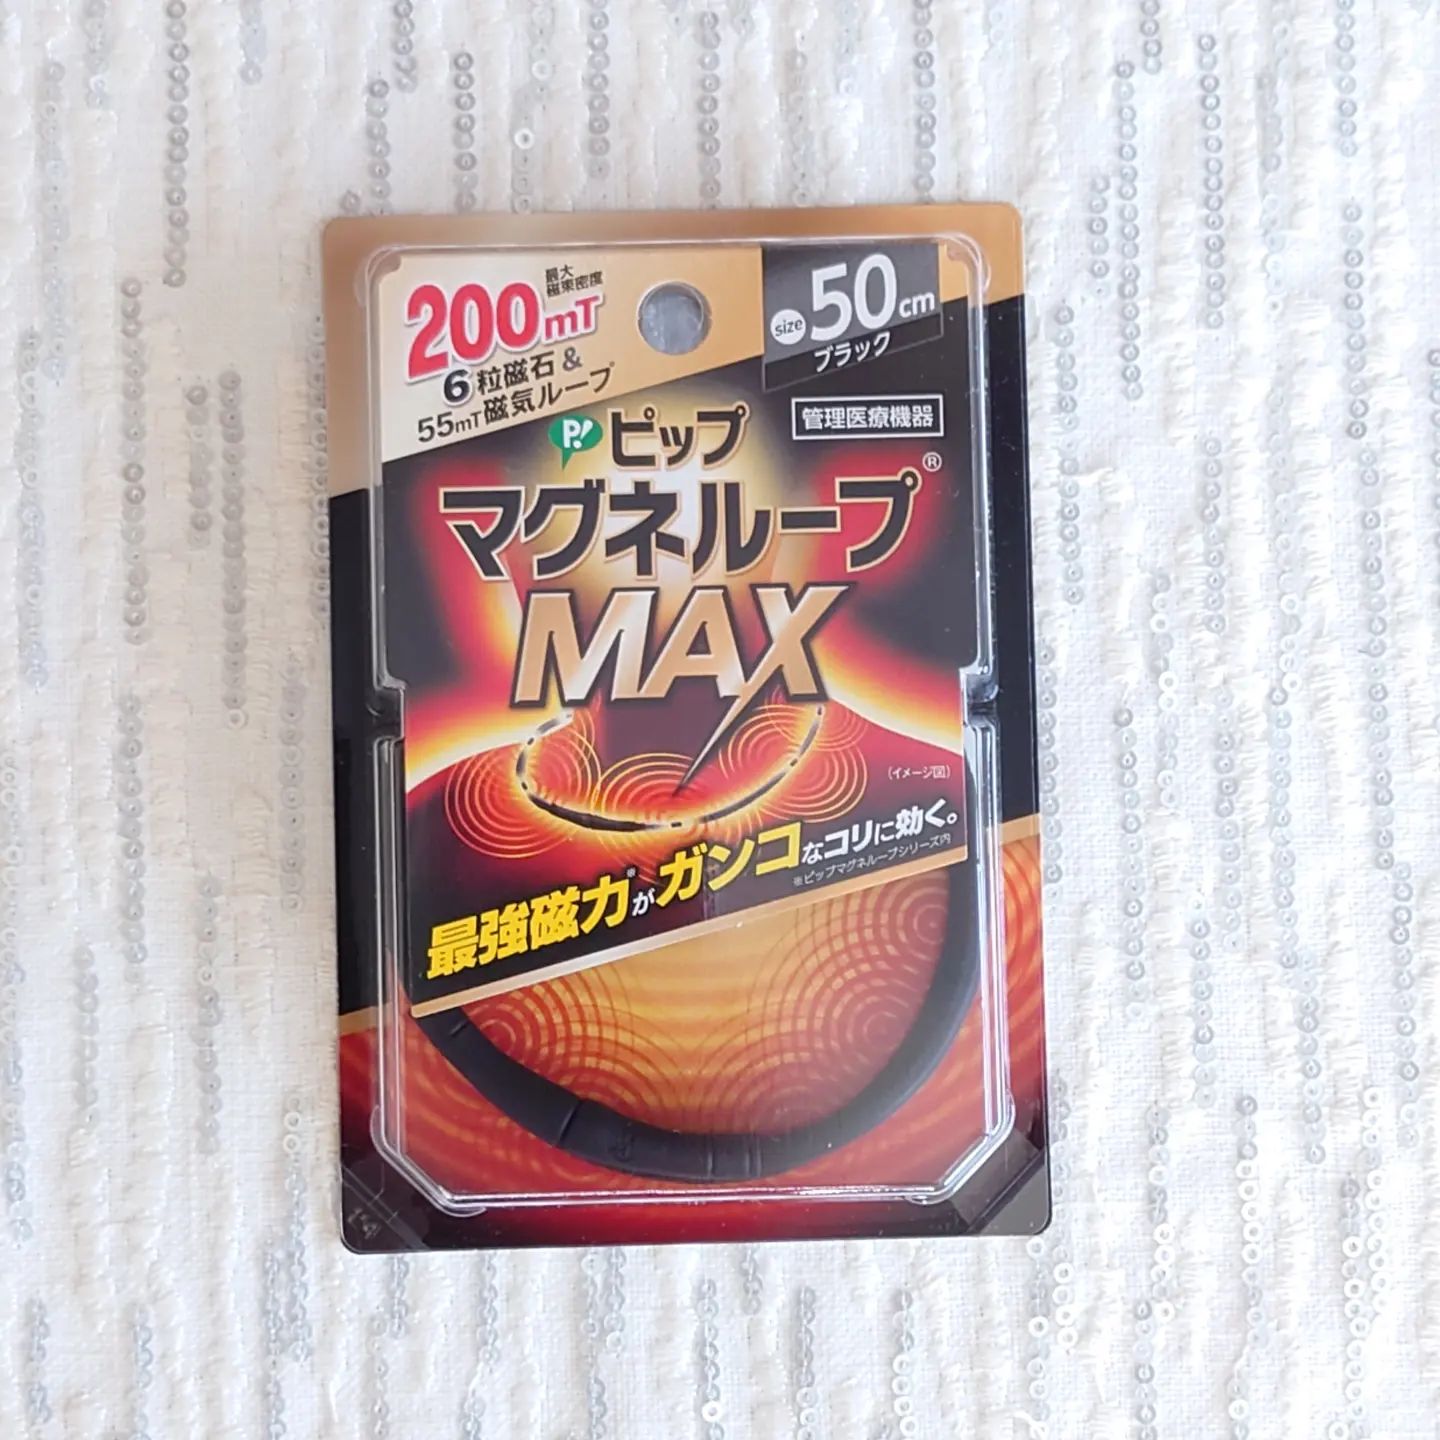 200mT
最大
磁束密度
6粒磁石&
55mT磁気ループ
size 50cm
ブラック
管理医療機器
P! ピップ
マグネループ®
MAX
(イメージ図)
最強磁力※がガンコなコリに効く。
※ピップマグネループシリーズ内